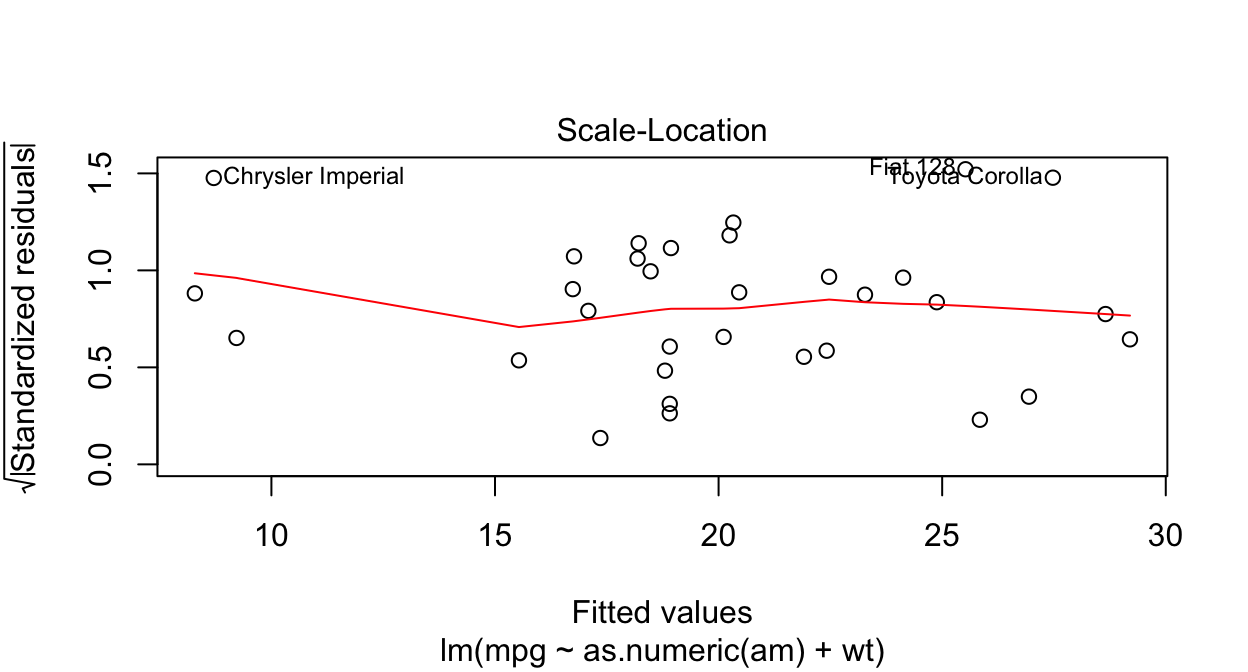 Scale-Location
√|Standardized residuals|
1.5
1.0
0.5
0.0
Chrysler Imperial
Fiat 128
Toyota Corolla
10 15 20 25 30
Fitted values
lm(mpg ~ as.numeric(am) + wt)